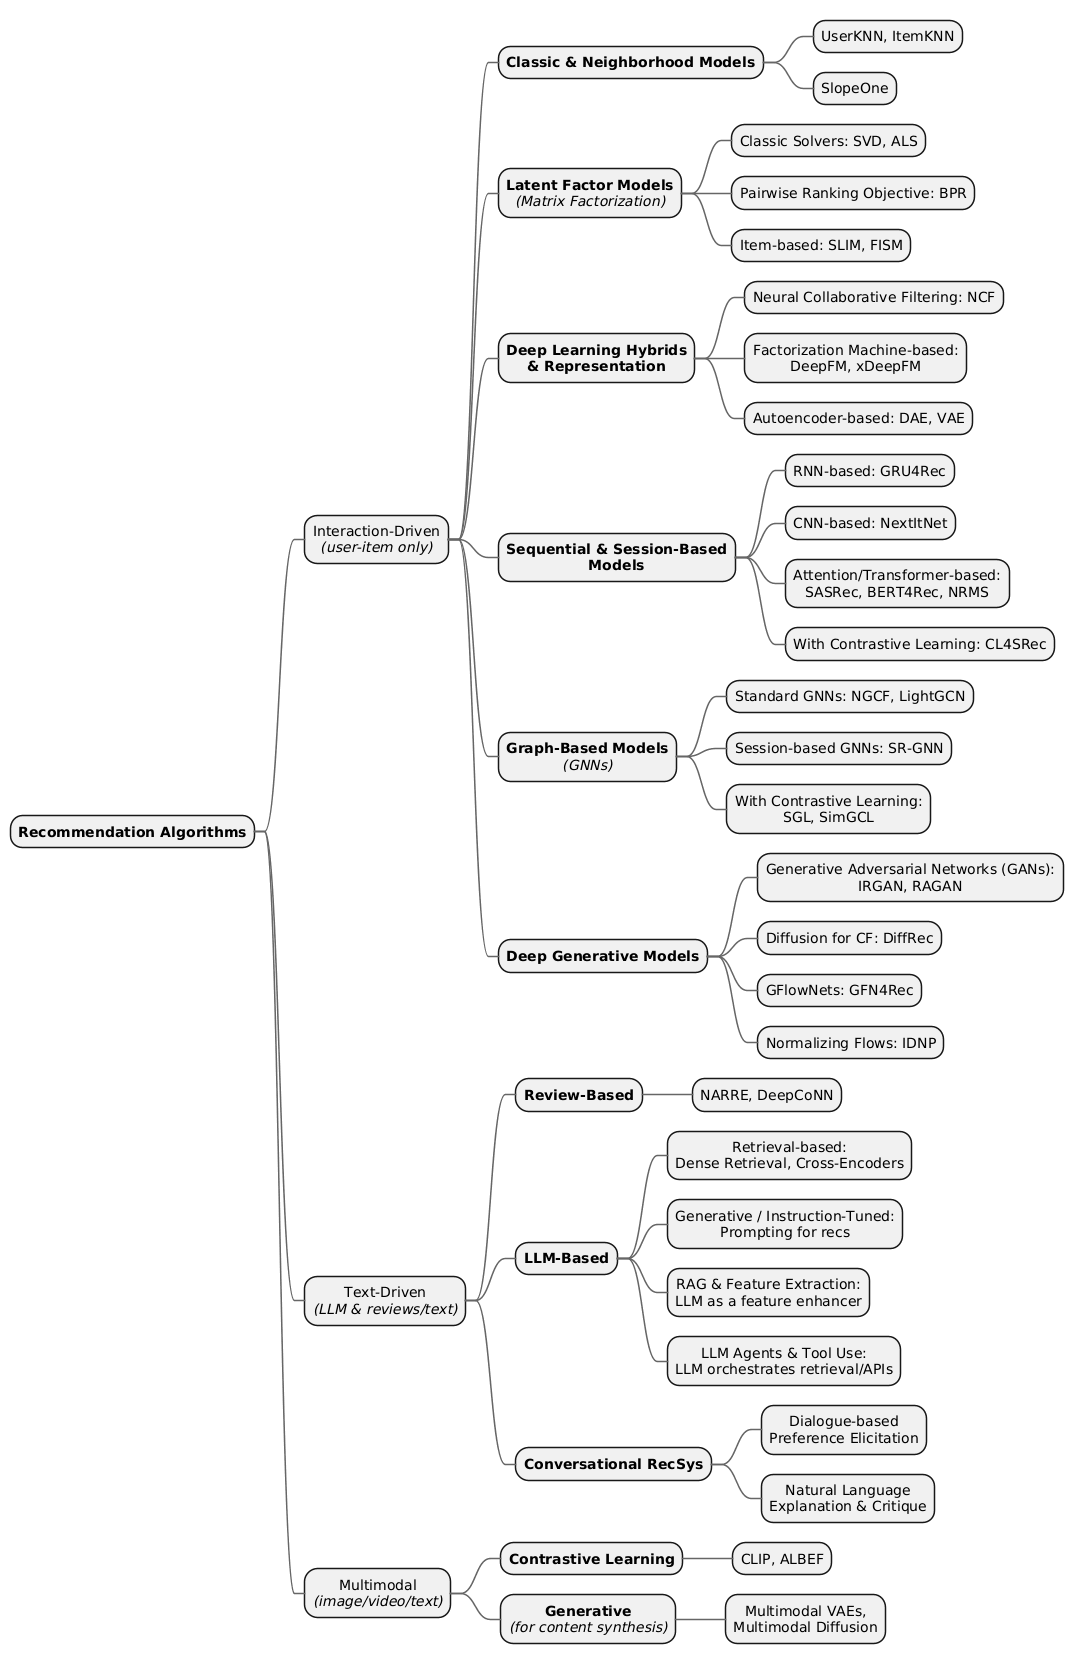 Recommendation Algorithms
Interaction-Driven
(user-item only)
Classic & Neighborhood Models
UserKNN, ItemKNN
SlopeOne
Latent Factor Models
(Matrix Factorization)
Classic Solvers: SVD, ALS
Pairwise Ranking Objective: BPR
Item-based: SLIM, FISM
Deep Learning Hybrids
& Representation
Neural Collaborative Filtering: NCF
Factorization Machine-based:
DeepFM, xDeepFM
Autoencoder-based: DAE, VAE
Sequential & Session-Based
Models
RNN-based: GRU4Rec
CNN-based: NextItNet
Attention/Transformer-based:
SASRec, BERT4Rec, NRMS
With Contrastive Learning: CL4SRec
Graph-Based Models
(GNNs)
Standard GNNs: NGCF, LightGCN
Session-based GNNs: SR-GNN
With Contrastive Learning:
SGL, SimGCL
Deep Generative Models
Generative Adversarial Networks (GANs):
IRGAN, RAGAN
Diffusion for CF: DiffRec
GFlowNets: GFN4Rec
Normalizing Flows: IDNP
Text-Driven
(LLM & reviews/text)
Review-Based
NARRE, DeepCoNN
LLM-Based
Retrieval-based:
Dense Retrieval, Cross-Encoders
Generative / Instruction-Tuned:
Prompting for recs
RAG & Feature Extraction:
LLM as a feature enhancer
LLM Agents & Tool Use:
LLM orchestrates retrieval/APIs
Conversational RecSys
Dialogue-based
Preference Elicitation
Natural Language
Explanation & Critique
Multimodal
(image/video/text)
Contrastive Learning
CLIP, ALBEF
Generative
(for content synthesis)
Multimodal VAEs,
Multimodal Diffusion